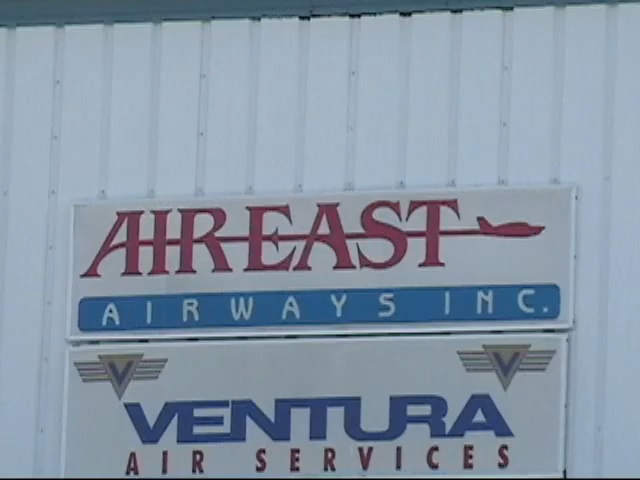 AIR EAST
AIRWAYS INC.
V V
VENTURA
AIR SERVICES